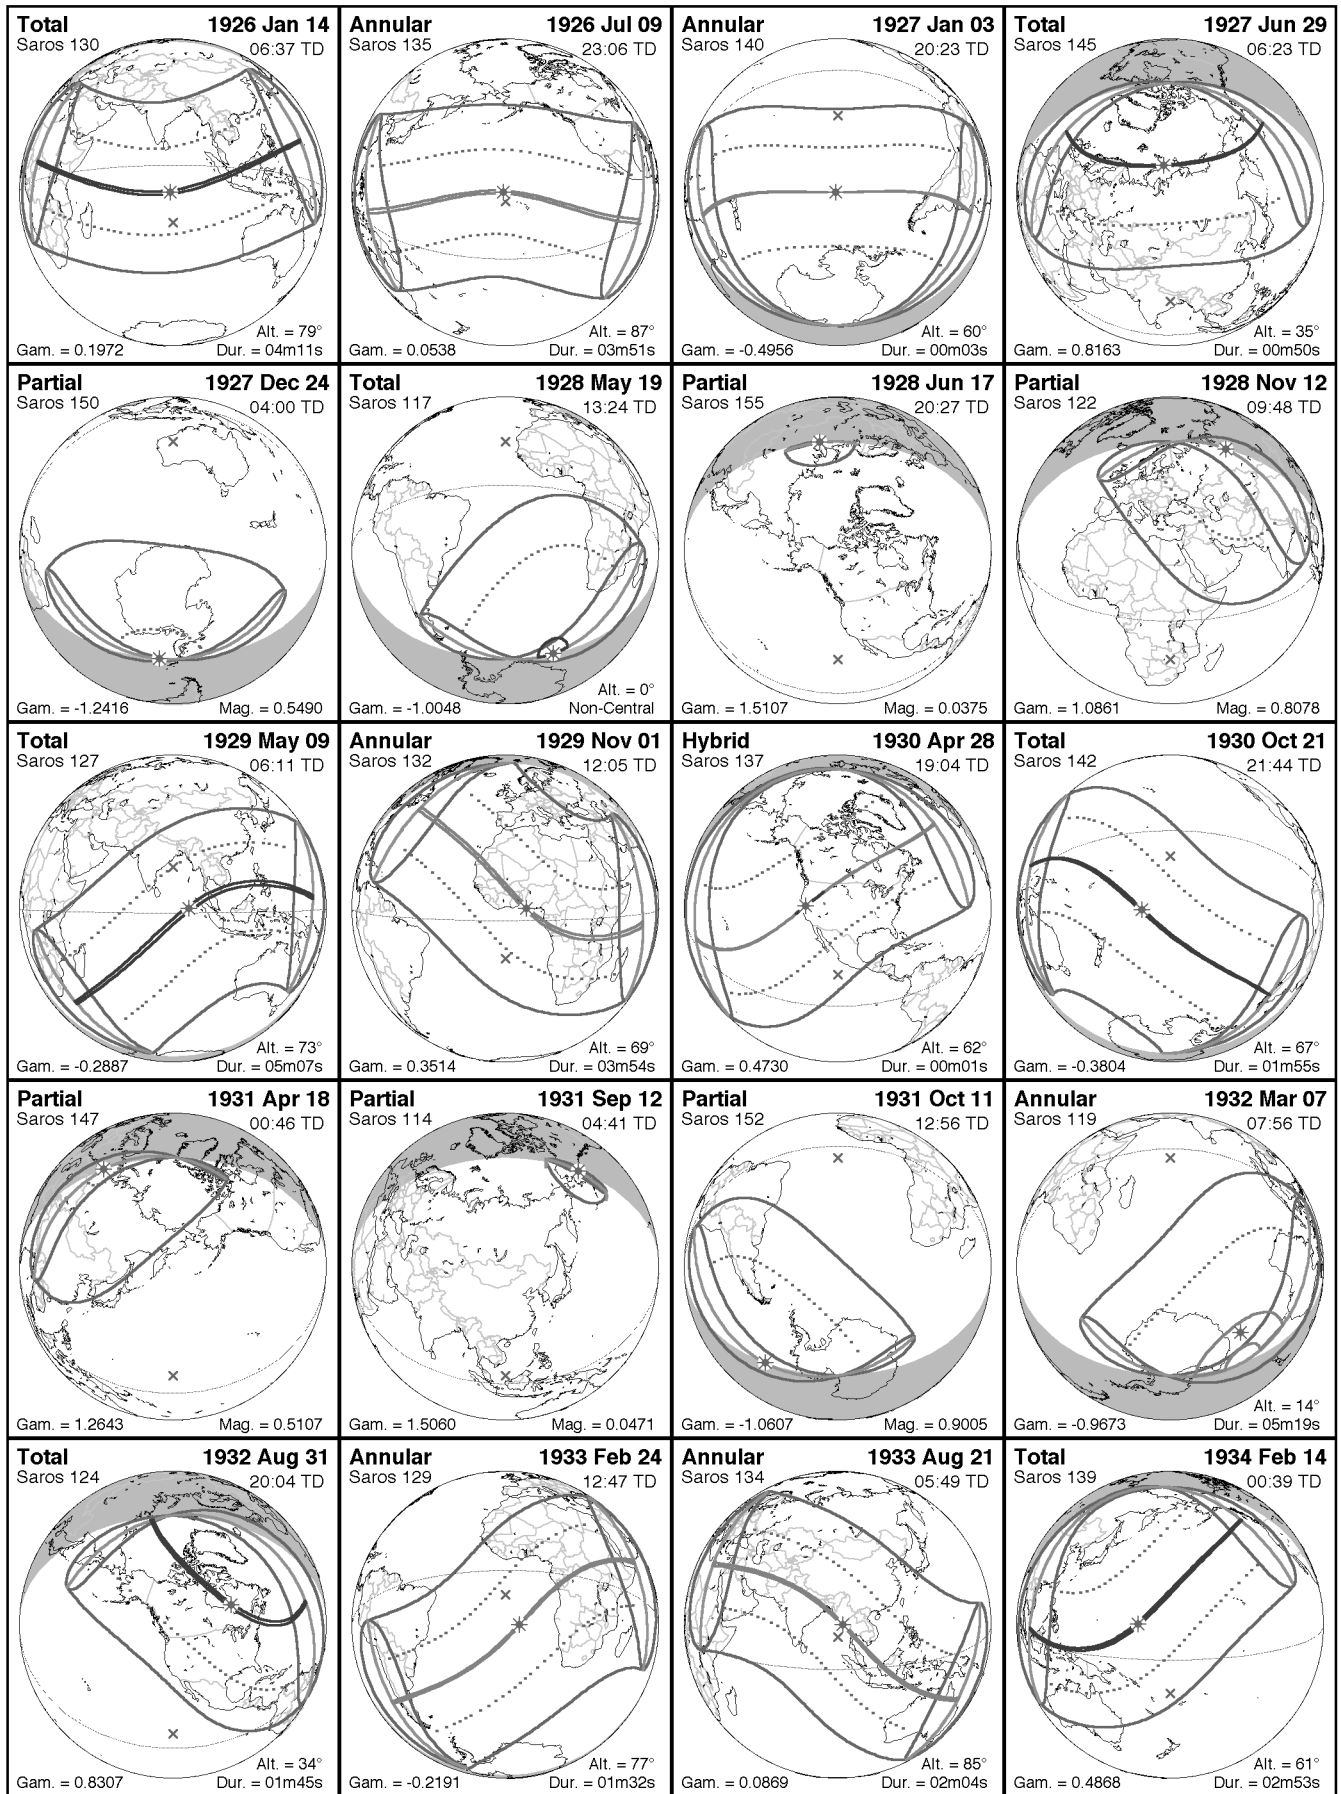 Total 1926 Jan 14
Saros 130 06:37 TD
Alt. = 79°
Gam. = 0.1972 Dur. = 04m11s
Annular 1926 Jul 09
Saros 135 23:06 TD
Alt. = 87°
Gam. = 0.0538 Dur. = 03m51s
Annular 1927 Jan 03
Saros 140 20:23 TD
Alt. = 60°
Gam. = -0.4956 Dur. = 00m03s
Total 1927 Jun 29
Saros 145 06:23 TD
Alt. = 35°
Gam. = 0.8163 Dur. = 00m50s
Partial 1927 Dec 24
Saros 150 04:00 TD
Gam. = -1.2416 Mag. = 0.5490
Total 1928 May 19
Saros 117 13:24 TD
Alt. = 0°
Gam. = -1.0048 Non-Central
Partial 1928 Jun 17
Saros 155 20:27 TD
Gam. = 1.5107 Mag. = 0.0375
Partial 1928 Nov 12
Saros 122 09:48 TD
Gam. = 1.0861 Mag. = 0.8078
Total 1929 May 09
Saros 127 06:11 TD
Alt. = 73°
Gam. = -0.2887 Dur. = 05m07s
Annular 1929 Nov 01
Saros 132 12:05 TD
Alt. = 69°
Gam. = 0.3514 Dur. = 03m54s
Hybrid 1930 Apr 28
Saros 137 19:04 TD
Alt. = 62°
Gam. = 0.4730 Dur. = 00m01s
Total 1930 Oct 21
Saros 142 21:44 TD
Alt. = 67°
Gam. = -0.3804 Dur. = 01m55s
Partial 1931 Apr 18
Saros 147 00:46 TD
Gam. = 1.2643 Mag. = 0.5107
Partial 1931 Sep 12
Saros 114 04:41 TD
Gam. = 1.5060 Mag. = 0.0471
Partial 1931 Oct 11
Saros 152 12:56 TD
Gam. = -1.0607 Mag. = 0.9005
Annular 1932 Mar 07
Saros 119 07:56 TD
Alt. = 14°
Gam. = -0.9673 Dur. = 05m19s
Total 1932 Aug 31
Saros 124 20:04 TD
Alt. = 34°
Gam. = 0.8307 Dur. = 01m45s
Annular 1933 Feb 24
Saros 129 12:47 TD
Alt. = 77°
Gam. = -0.2191 Dur. = 01m32s
Annular 1933 Aug 21
Saros 134 05:49 TD
Alt. = 85°
Gam. = 0.0869 Dur. = 02m04s
Total 1934 Feb 14
Saros 139 00:39 TD
Alt. = 61°
Gam. = 0.4868 Dur. = 02m53s